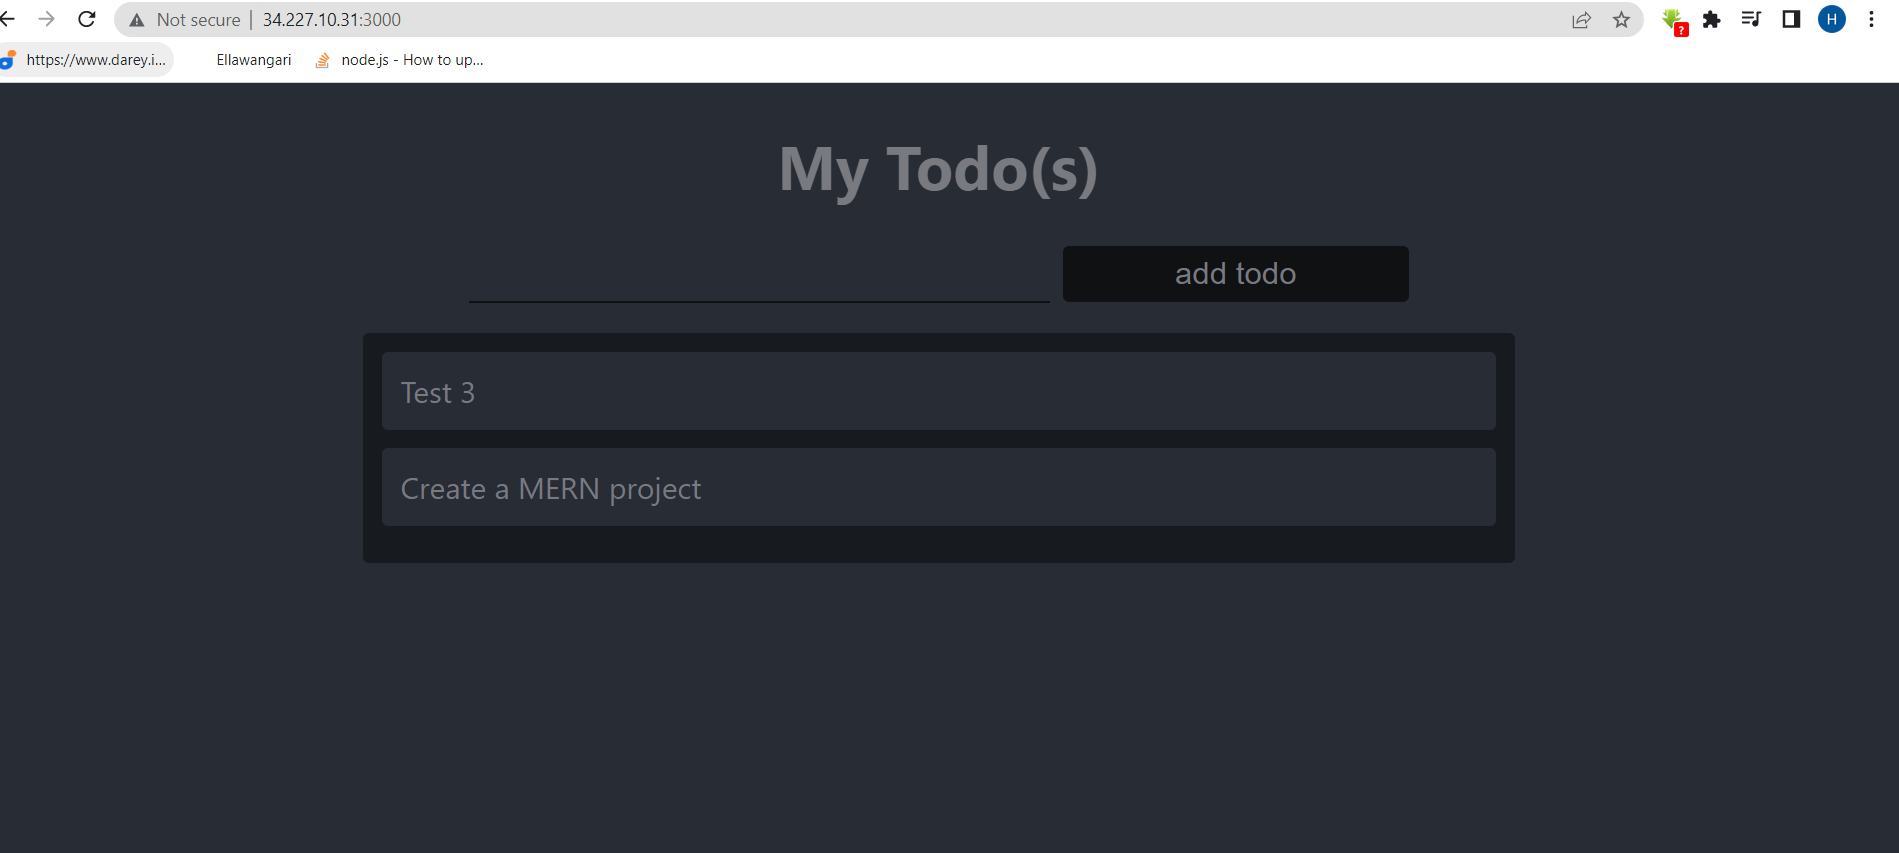 Not secure | 34.227.10.31:3000
https://www.darey.i... Ellawangari node.js - How to up...
?
H
My Todo(s)
add todo
Test 3
Create a MERN project